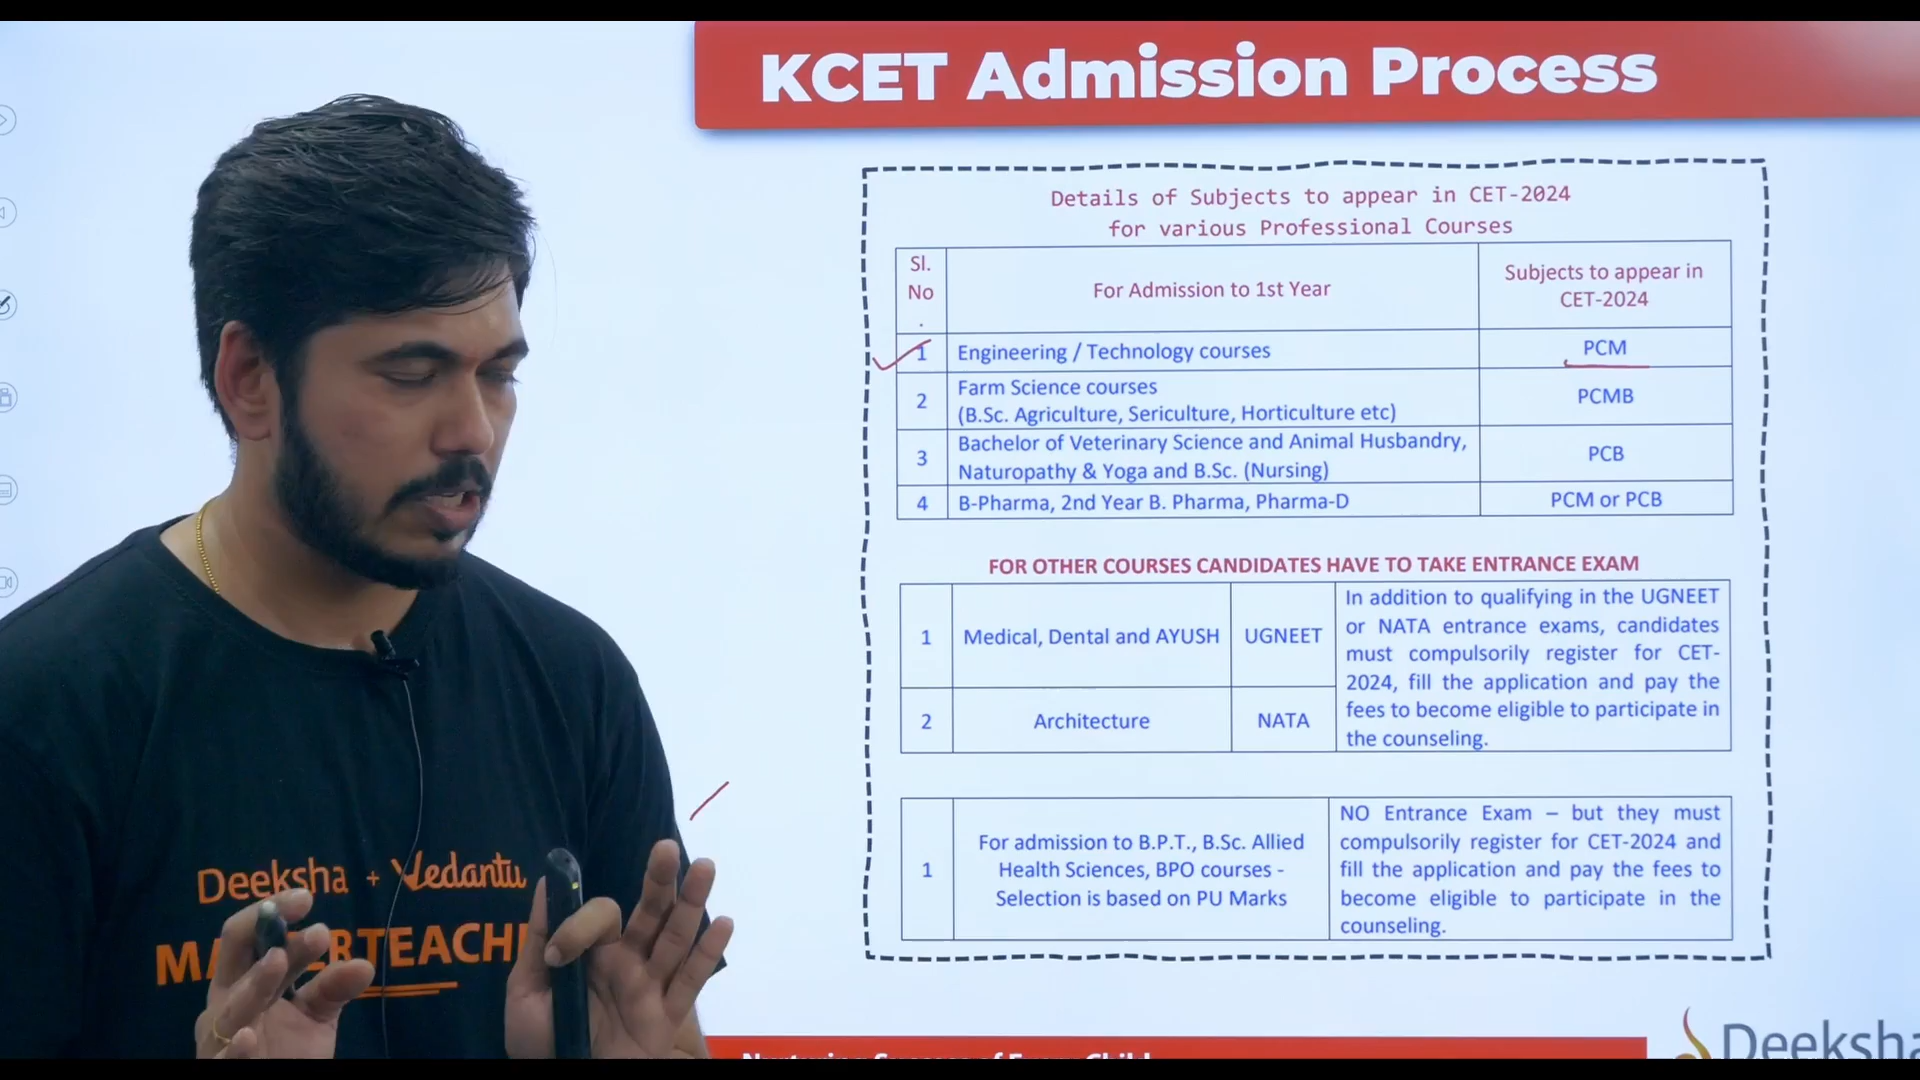 KCET Admission Process
Details of Subjects to appear in CET-2024
for various Professional Courses
Sl.
No
.
For Admission to 1st Year
Subjects to appear in
CET-2024
1
Engineering / Technology courses
PCM
2
Farm Science courses
(B.Sc. Agriculture, Sericulture, Horticulture etc)
PCMB
3
Bachelor of Veterinary Science and Animal Husbandry,
Naturopathy & Yoga and B.Sc. (Nursing)
PCB
4
B-Pharma, 2nd Year B. Pharma, Pharma-D
PCM or PCB
FOR OTHER COURSES CANDIDATES HAVE TO TAKE ENTRANCE EXAM
1
Medical, Dental and AYUSH
UGNEET
In addition to qualifying in the UGNEET
or NATA entrance exams, candidates
must compulsorily register for CET-
2024, fill the application and pay the
fees to become eligible to participate in
the counseling.
2
Architecture
NATA
1
For admission to B.P.T., B.Sc. Allied
Health Sciences, BPO courses -
Selection is based on PU Marks
NO Entrance Exam – but they must
compulsorily register for CET-2024 and
fill the application and pay the fees to
become eligible to participate in the
counseling.
Deeksha + Vedantu
Deeksha